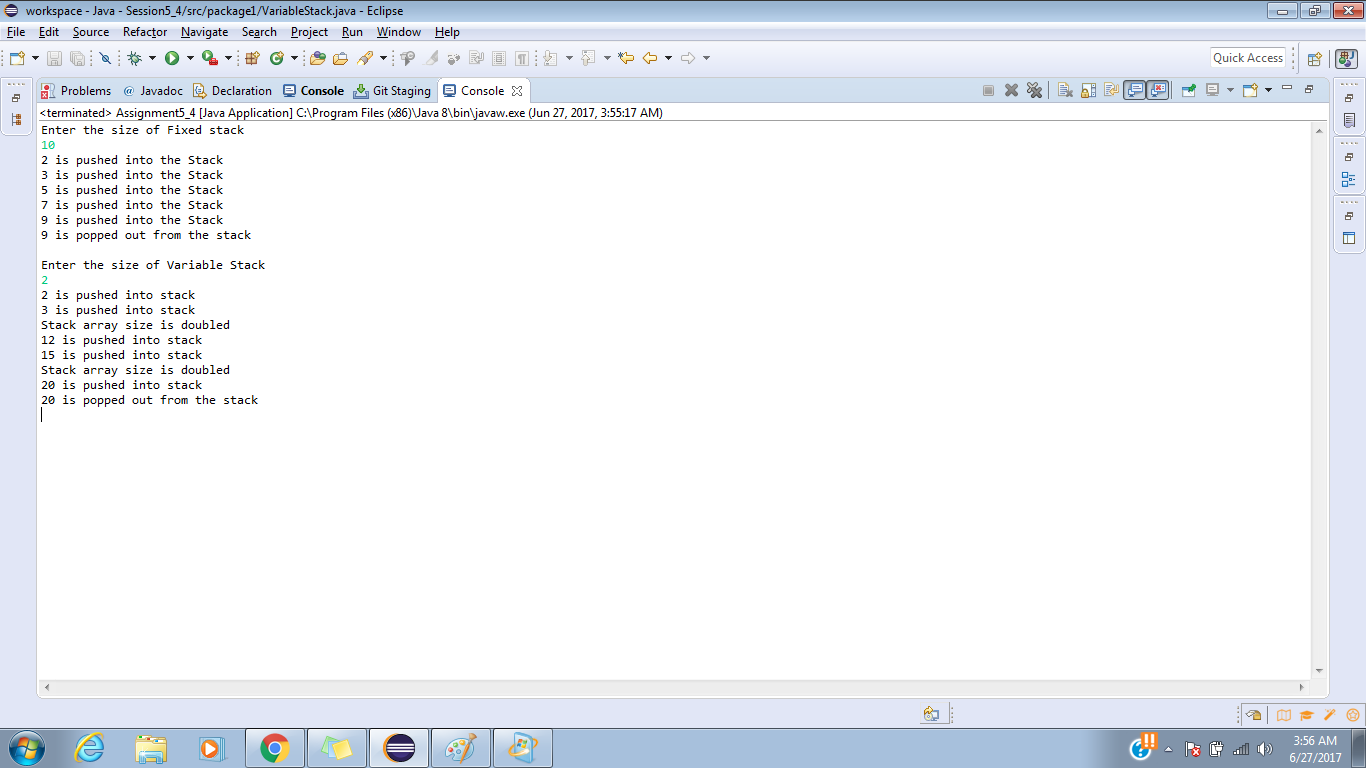 workspace - Java - Session5_4/src/package1/VariableStack.java - Eclipse
File Edit Source Refactor Navigate Search Project Run Window Help
Quick Access
Problems @ Javadoc Declaration Console Git Staging Console
<terminated> Assignment5_4 [Java Application] C:\Program Files (x86)\Java 8\bin\javaw.exe (Jun 27, 2017, 3:55:17 AM)
Enter the size of Fixed stack
10
2 is pushed into the Stack
3 is pushed into the Stack
5 is pushed into the Stack
7 is pushed into the Stack
9 is pushed into the Stack
9 is popped out from the stack
Enter the size of Variable Stack
2
2 is pushed into stack
3 is pushed into stack
Stack array size is doubled
12 is pushed into stack
15 is pushed into stack
Stack array size is doubled
20 is pushed into stack
20 is popped out from the stack
3:56 AM
6/27/2017